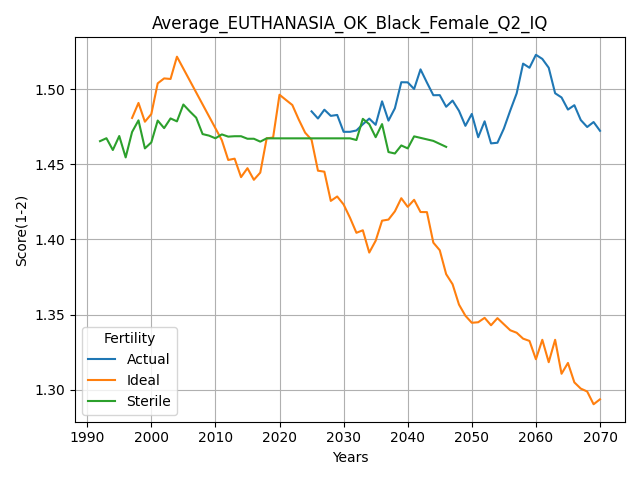 Average_EUTHANASIA_OK_Black_Female_Q2_IQ
Score(1-2)
1.50
1.45
1.40
1.35
1.30
Fertility
Actual
Ideal
Sterile
1990 2000 2010 2020 2030 2040 2050 2060 2070
Years